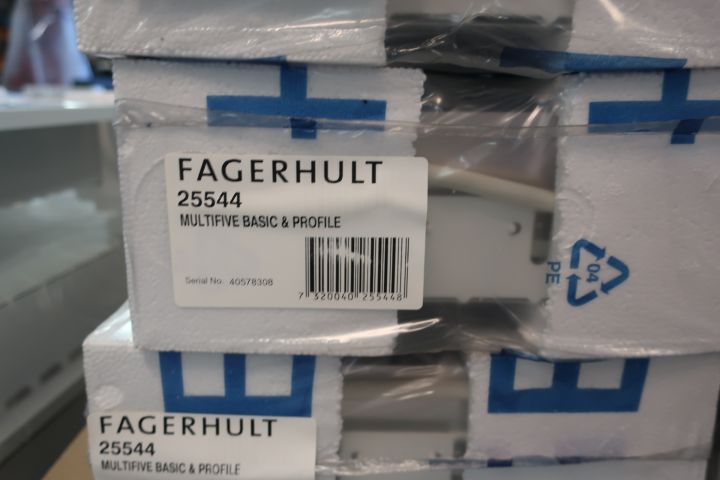 FAGERHULT
25544
MULTIFIVE BASIC & PROFILE
Serial No. 40578308
7 320040 255448
04
PE
FAGERHULT
25544
MULTIFIVE BASIC & PROFILE